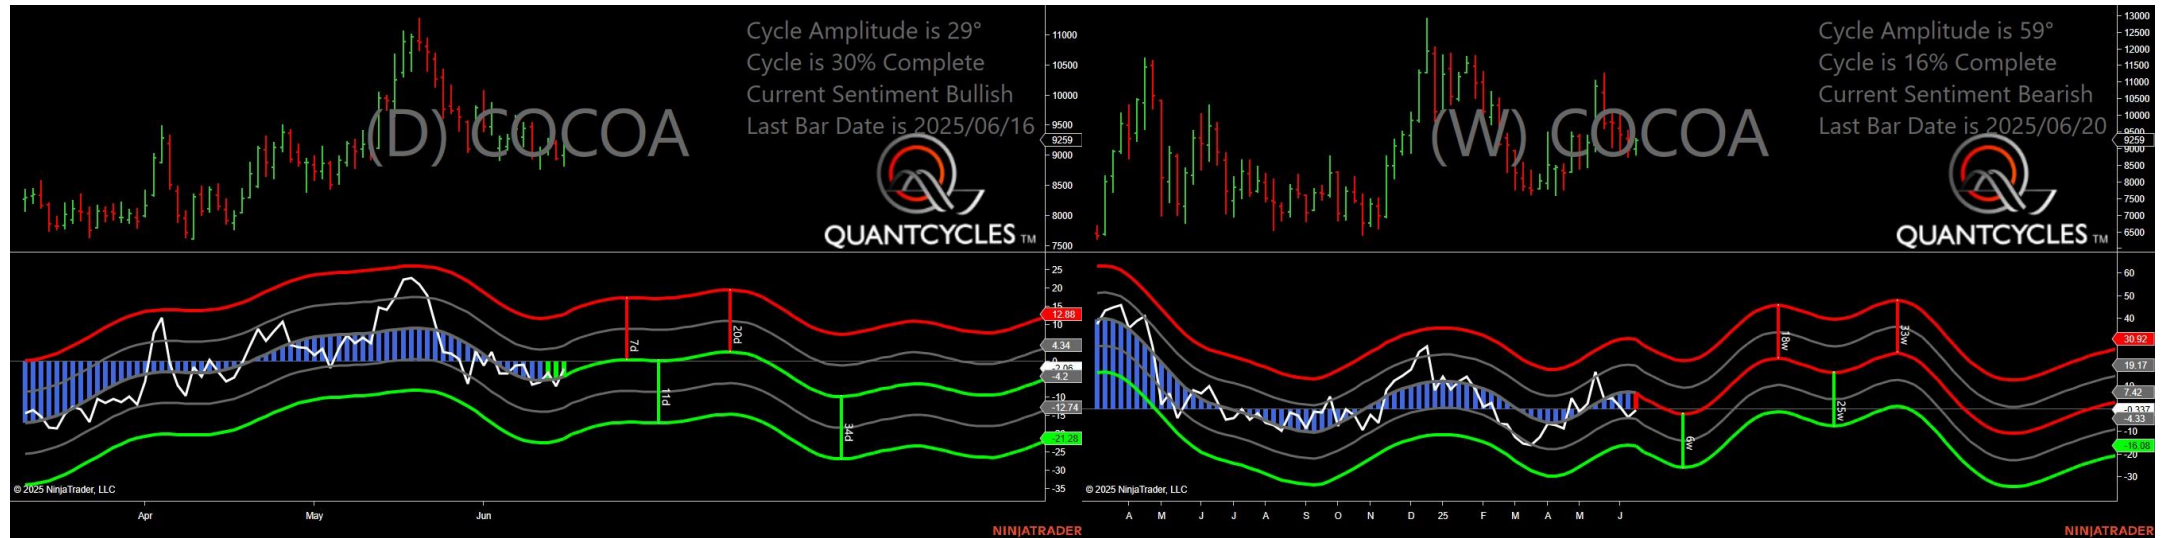 Cycle Amplitude is 29°
Cycle is 30% Complete
Current Sentiment Bullish
Last Bar Date is 2025/06/16
(D) COCOA
QUANTCYCLES TM
11000
10500
10000
9500
9259
9000
8500
8000
7500
25
20
15
12.88
10
4.34
0
-2.06
-4.2
-10
-12.74
-15
-21.28
-25
-30
-35
7d
20d
11d
34d
© 2025 NinjaTrader, LLC
Apr
May
Jun
NINJATRADER
Cycle Amplitude is 59°
Cycle is 16% Complete
Current Sentiment Bearish
Last Bar Date is 2025/06/20
(W) COCOA
QUANTCYCLES TM
13000
12500
12000
11500
11000
10500
10000
9500
9259
9000
8500
8000
7500
7000
6500
60
50
40
30.92
19.17
10
7.42
-0.337
-4.33
-10
-16.08
-20
-30
18w
33w
25w
6w
© 2025 NinjaTrader, LLC
A
M
J
J
A
S
O
N
D
25
F
M
A
M
J
NINJATRADER